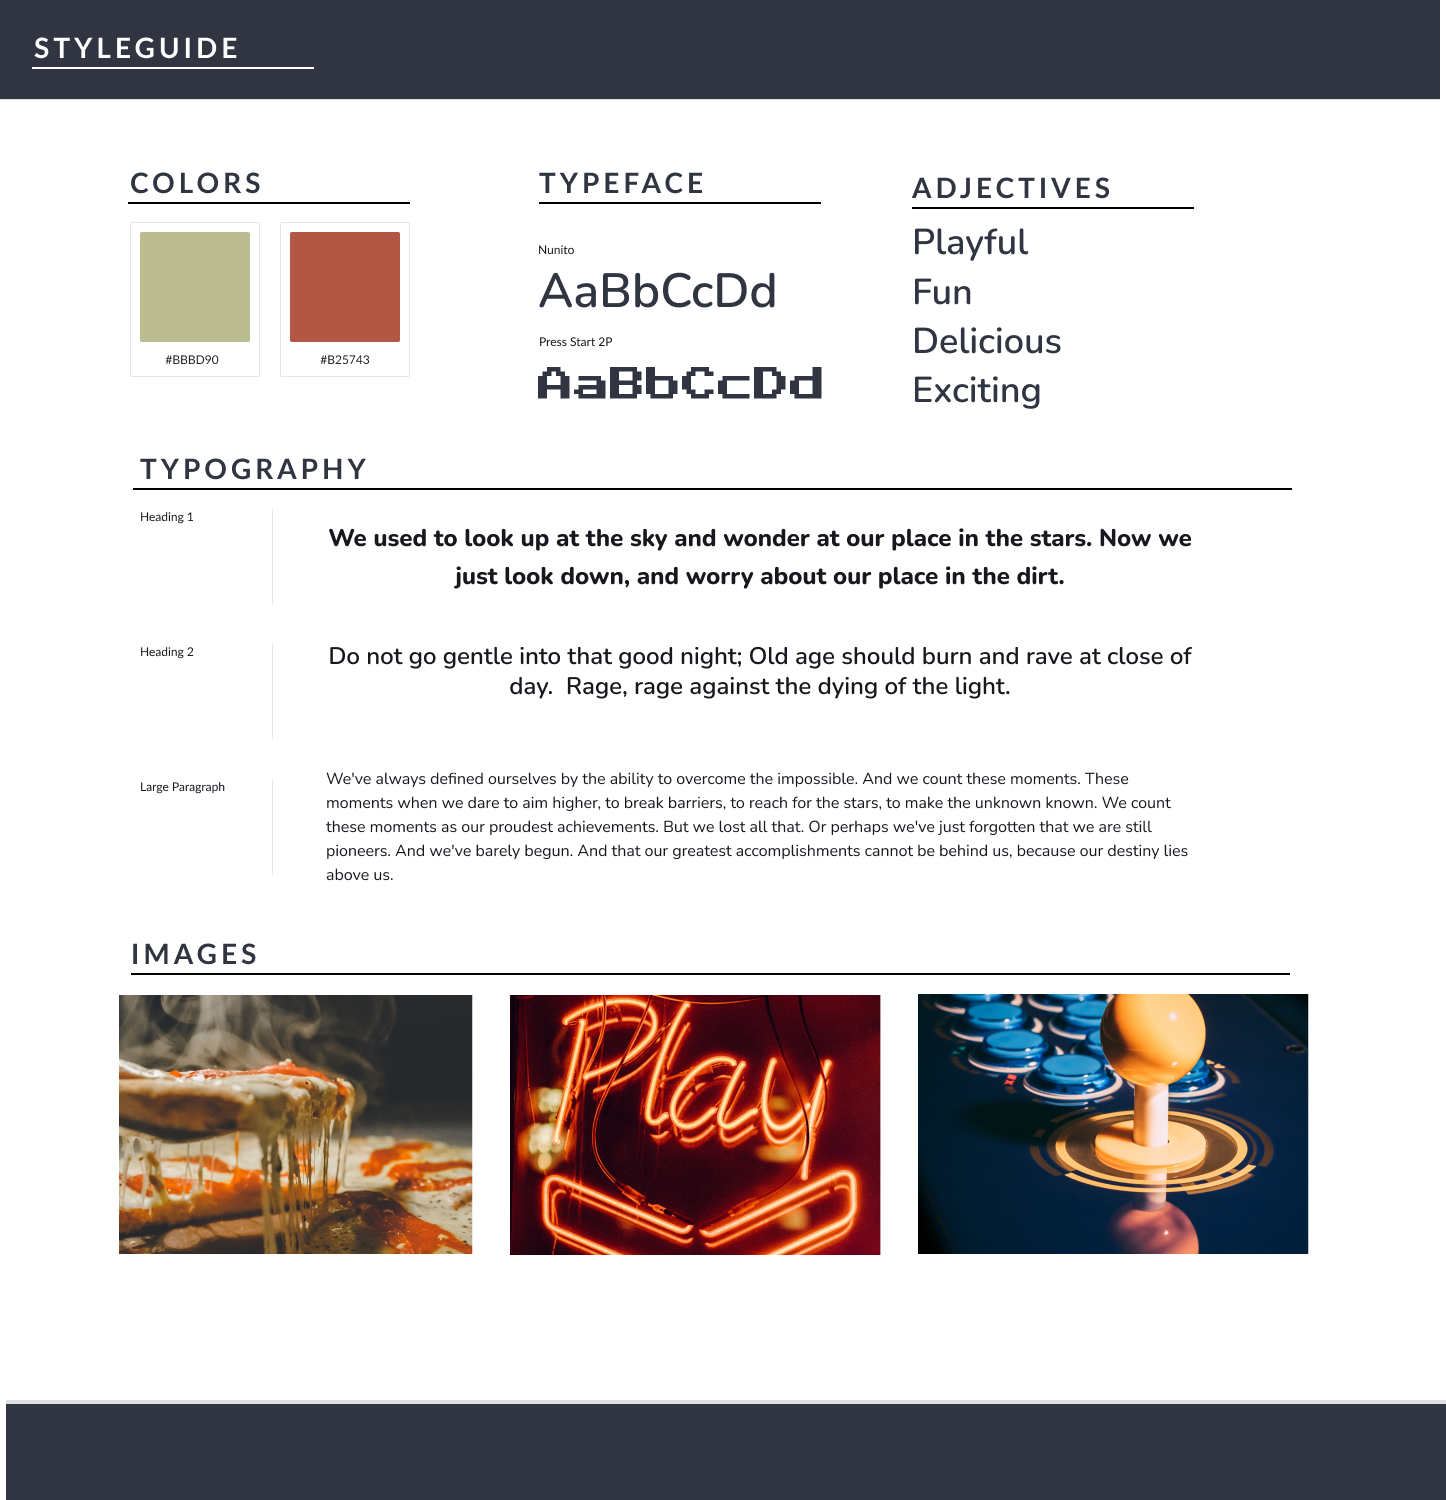 STYLEGUIDE
COLORS
#BBBD90
#B25743
TYPEFACE
Nunito
AaBbCcDd
Press Start 2P
AaBbCcDd
ADJECTIVES
Playful
Fun
Delicious
Exciting
TYPOGRAPHY
Heading 1
We used to look up at the sky and wonder at our place in the stars. Now we
just look down, and worry about our place in the dirt.
Heading 2
Do not go gentle into that good night; Old age should burn and rave at close of
day.  Rage, rage against the dying of the light.
Large Paragraph
We've always defined ourselves by the ability to overcome the impossible. And we count these moments. These
moments when we dare to aim higher, to break barriers, to reach for the stars, to make the unknown known. We count
these moments as our proudest achievements. But we lost all that. Or perhaps we've just forgotten that we are still
pioneers. And we've barely begun. And that our greatest accomplishments cannot be behind us, because our destiny lies
above us.
IMAGES
Play